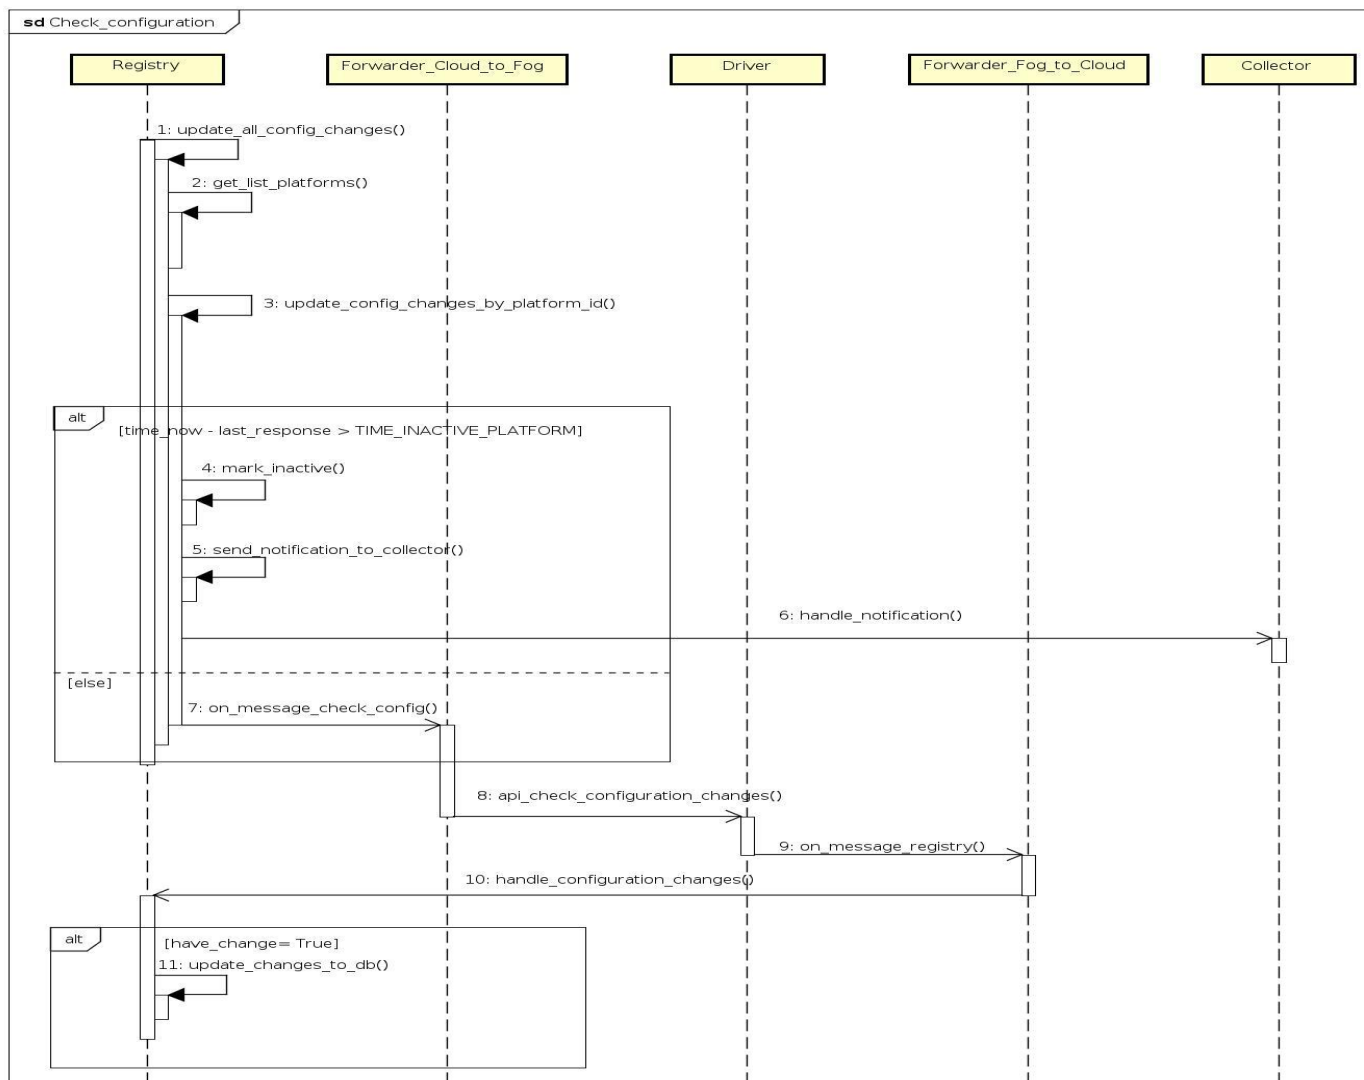 sd Check_configuration
Registry
Forwarder_Cloud_to_Fog
Driver
Forwarder_Fog_to_Cloud
Collector
1: update_all_config_changes()
2: get_list_platforms()
3: update_config_changes_by_platform_id()
alt
[time_now - last_response > TIME_INACTIVE_PLATFORM]
4: mark_inactive()
5: send_notification_to_collector()
6: handle_notification()
[else]
7: on_message_check_config()
8: api_check_configuration_changes()
9: on_message_registry()
10: handle_configuration_changes()
alt
[have_change= True]
11: update_changes_to_db()